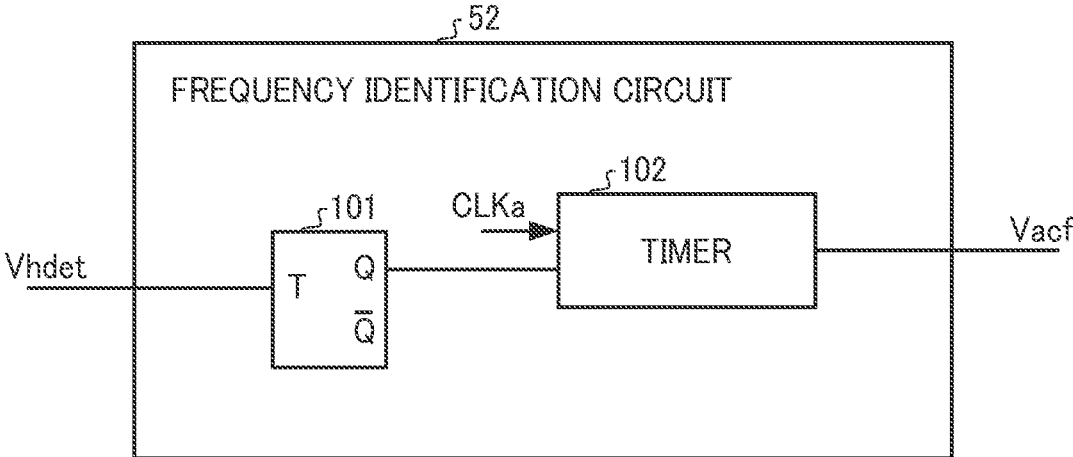 52
FREQUENCY IDENTIFICATION CIRCUIT
102
101
CLKa
Vhdet
T
Q
Q̅
TIMER
Vacf